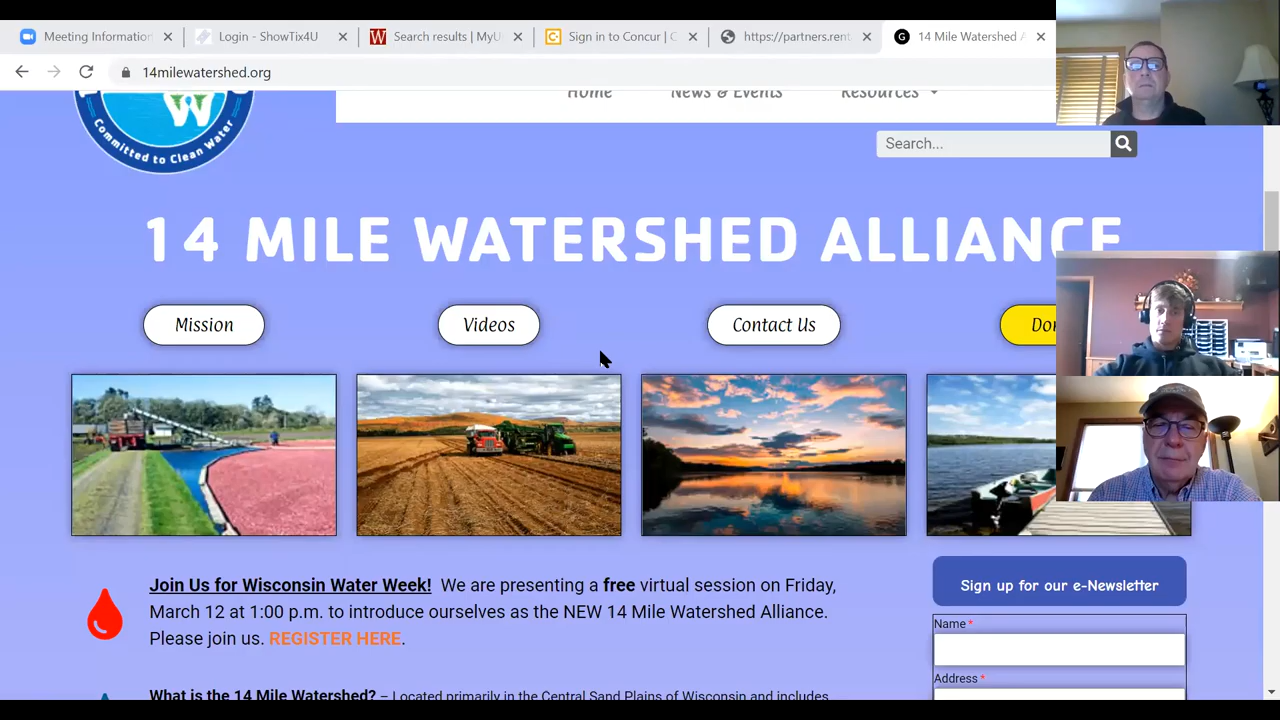 Meeting Information
Login - ShowTix4U
Search results | MyU
Sign in to Concur | C
https://partners.rent
14 Mile Watershed A
14milewatershed.org
W
Committed to Clean Water
Home
News & Events
Resources
Search...
14 MILE WATERSHED ALLIANCE
Mission
Videos
Contact Us
Don
Join Us for Wisconsin Water Week! We are presenting a free virtual session on Friday,
March 12 at 1:00 p.m. to introduce ourselves as the NEW 14 Mile Watershed Alliance.
Please join us. REGISTER HERE.
Sign up for our e-Newsletter
Name *
Address *
What is the 14 Mile Watershed? – Located primarily in the Central Sand Plains of Wisconsin and includes